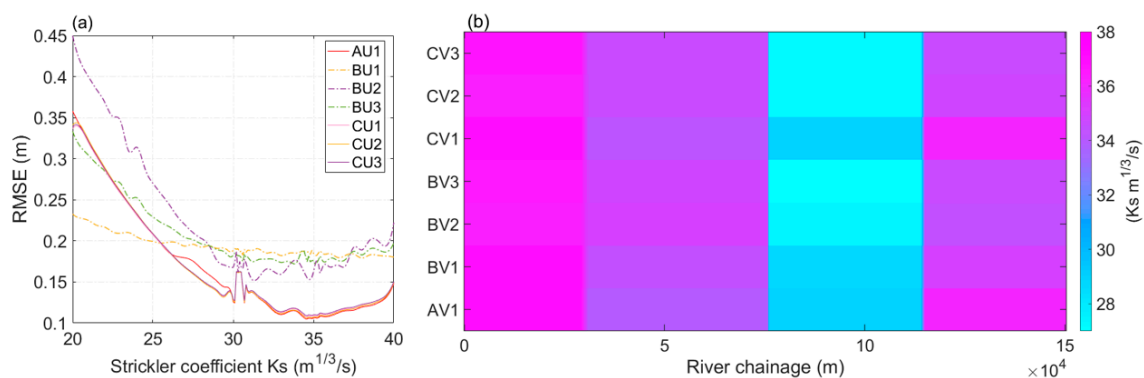 (a)
0.45
0.4
0.35
0.3
0.25
0.2
0.15
0.1
RMSE (m)
20 25 30 35 40
Strickler coefficient Ks (m^1/3/s)
AU1
BU1
BU2
BU3
CU1
CU2
CU3
(b)
CV3
CV2
CV1
BV3
BV2
BV1
AV1
0 5 10 15
River chainage (m)
×10^4
38
36
34
32
30
28
(Ks m^1/3/s)